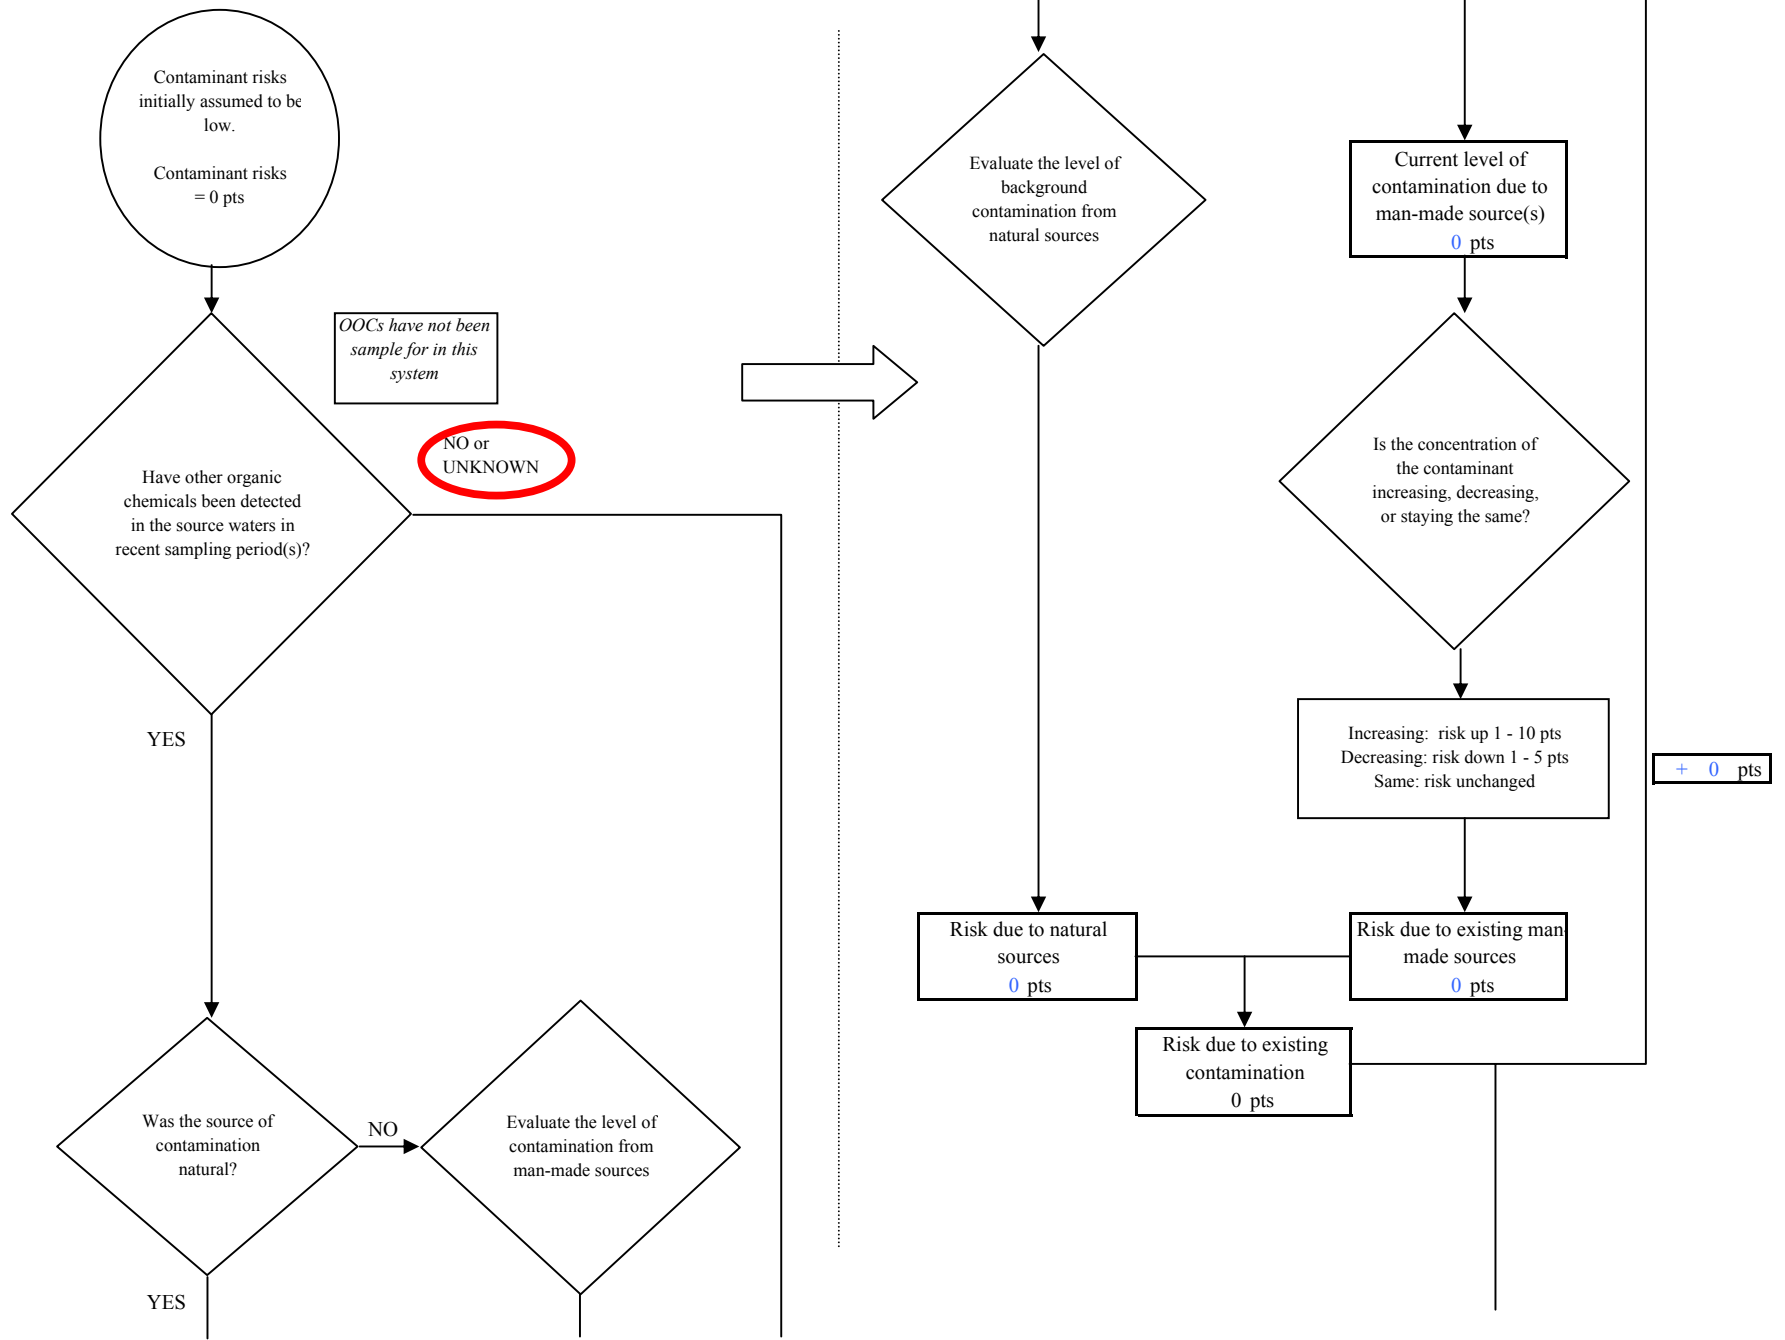 Contaminant risks
initially assumed to be
low.
Contaminant risks
= 0 pts
OOCs have not been
sample for in this
system
NO or
UNKNOWN
Have other organic
chemicals been detected
in the source waters in
recent sampling period(s)?
YES
Was the source of
contamination
natural?
NO
Evaluate the level of
contamination from
man-made sources
YES
Evaluate the level of
background
contamination from
natural sources
Current level of
contamination due to
man-made source(s)
0 pts
Is the concentration of
the contaminant
increasing, decreasing,
or staying the same?
Increasing: risk up 1 - 10 pts
Decreasing: risk down 1 - 5 pts
Same: risk unchanged
+ 0 pts
Risk due to natural
sources
0 pts
Risk due to existing man-
made sources
0 pts
Risk due to existing
contamination
0 pts